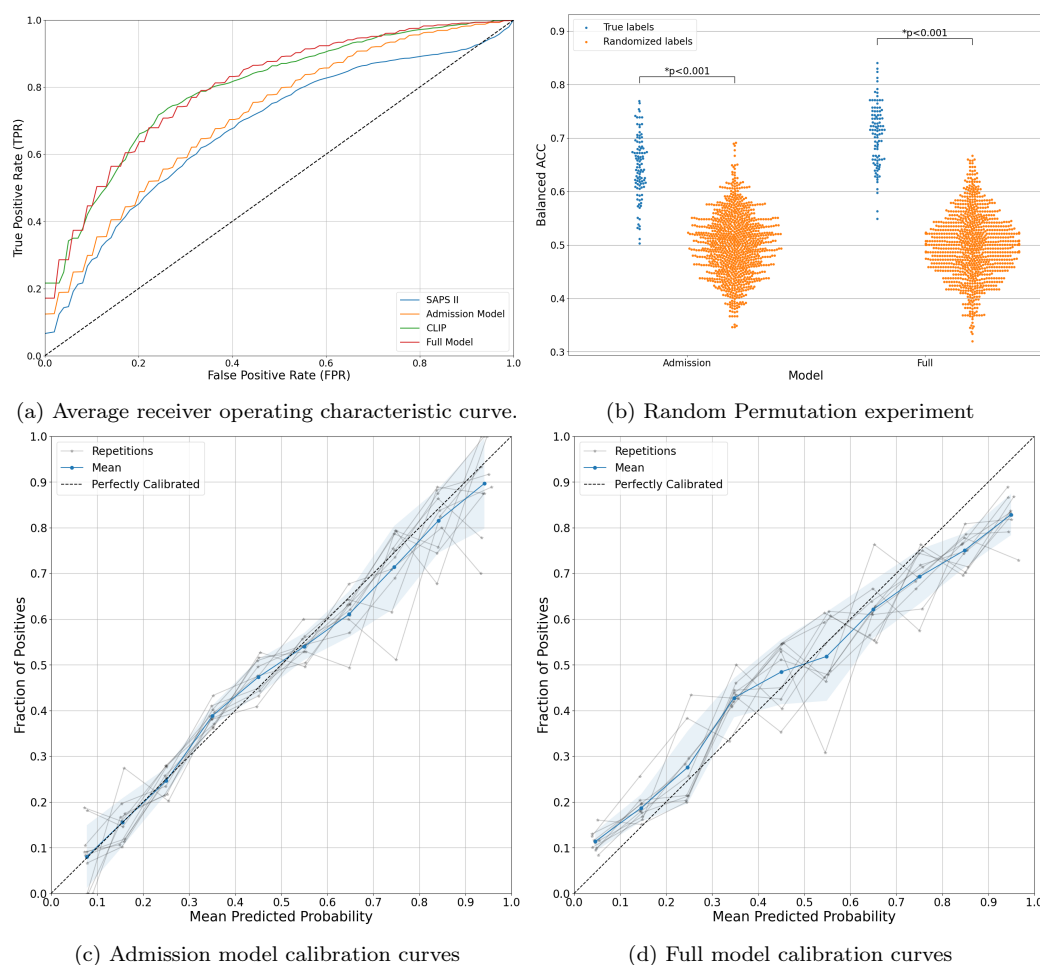 True Positive Rate (TPR)
1.0
0.8
0.6
0.4
0.2
0.0
0.0
0.2
0.4
0.6
0.8
1.0
False Positive Rate (FPR)
SAPS II
Admission Model
CLIP
Full Model
(a) Average receiver operating characteristic curve.
Balanced ACC
0.9
0.8
0.7
0.6
0.5
0.4
0.3
True labels
Randomized labels
*p<0.001
*p<0.001
Admission
Full
Model
(b) Random Permutation experiment
Fraction of Positives
1.0
0.9
0.8
0.7
0.6
0.5
0.4
0.3
0.2
0.1
0.0
Repetitions
Mean
Perfectly Calibrated
0.0
0.1
0.2
0.3
0.4
0.5
0.6
0.7
0.8
0.9
1.0
Mean Predicted Probability
(c) Admission model calibration curves
Fraction of Positives
1.0
0.9
0.8
0.7
0.6
0.5
0.4
0.3
0.2
0.1
0.0
Repetitions
Mean
Perfectly Calibrated
0.0
0.1
0.2
0.3
0.4
0.5
0.6
0.7
0.8
0.9
1.0
Mean Predicted Probability
(d) Full model calibration curves